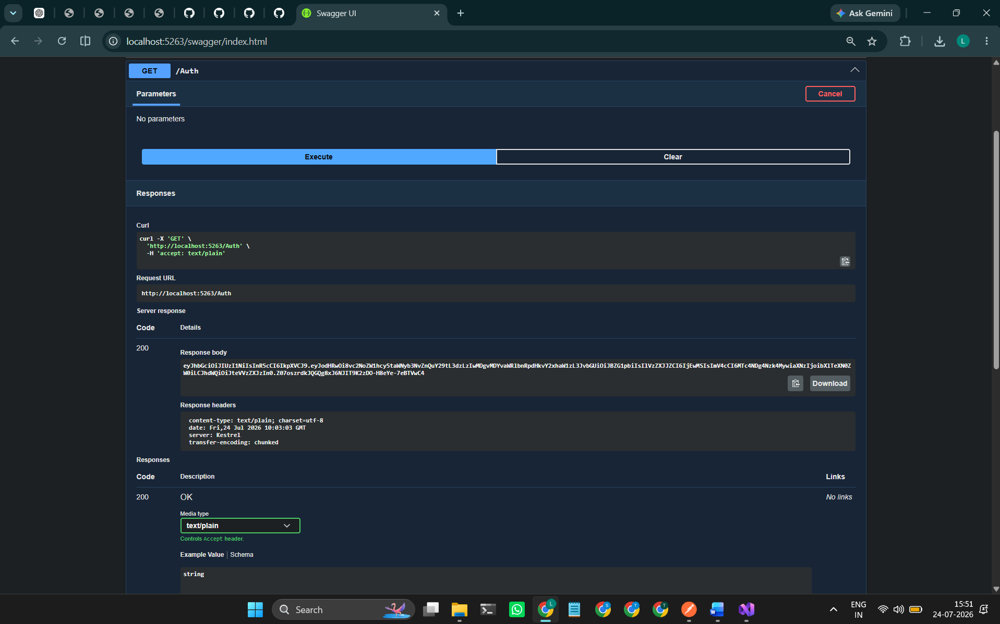 Swagger UI
Ask Gemini
localhost:5263/swagger/index.html
L
GET /Auth
Parameters
Cancel
No parameters
Execute
Clear
Responses
Curl
curl -X 'GET' \
'http://localhost:5263/Auth' \
-H 'accept: text/plain'
Request URL
http://localhost:5263/Auth
Server response
Code Details
200
Response body
eyJhbGciOiJIUzI1NiIsInR5cCI6IkpXVCJ9.eyJodHRwOi8vc2NoZW1hcy5taWNyb3NvZnQuY29tL3dzLzIwMDgvMDYvaWRlbnRpdHkvY2xhaW1zL3JvbGUiOiJBZG1pbiIsIlVzZXJJZCI6IjEwMSIsImV4cCI6MTc4NDg4Nzk4MywiaXNzIjoibXlTeXN0Z
W0iLCJhdWQiOiJteVVzZXJzIn0.Z07oszrdkJQGQg8xJ6NJIT9K2zDO-H8eYe-7eBTVwC4
Download
Response headers
content-type: text/plain; charset=utf-8
date: Fri,24 Jul 2026 10:03:03 GMT
server: Kestrel
transfer-encoding: chunked
Responses
Code Description Links
200 OK No links
Media type
text/plain
Controls Accept header.
Example Value Schema
string
Search
ENG
IN
15:51
24-07-2026